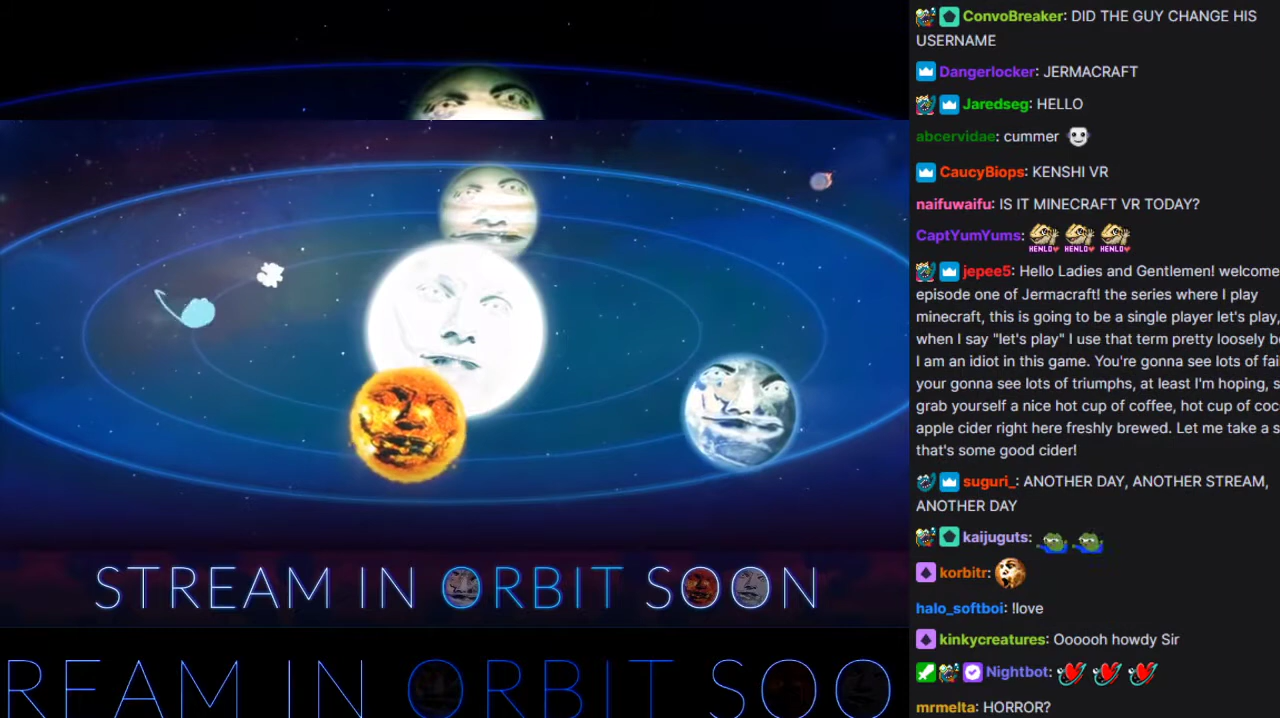 STREAM IN ORBIT SOON
REAM IN ORBIT SOO
ConvoBreaker: DID THE GUY CHANGE HIS
USERNAME
Dangerlocker: JERMACRAFT
Jaredseg: HELLO
abcervidae: cummer
CaucyBiops: KENSHI VR
naifuwaifu: IS IT MINECRAFT VR TODAY?
CaptYumYums:
HENLO HENLO HENLO
jepee5: Hello Ladies and Gentlemen! welcome
episode one of Jermacraft! the series where I play
minecraft, this is going to be a single player let's play,
when I say "let's play" I use that term pretty loosely be
I am an idiot in this game. You're gonna see lots of fai
your gonna see lots of triumphs, at least I'm hoping, s
grab yourself a nice hot cup of coffee, hot cup of coc
apple cider right here freshly brewed. Let me take a s
that's some good cider!
suguri_: ANOTHER DAY, ANOTHER STREAM,
ANOTHER DAY
kaijuguts:
korbitr:
halo_softboi: !love
kinkycreatures: Oooooh howdy Sir
Nightbot:
mrmelta: HORROR?